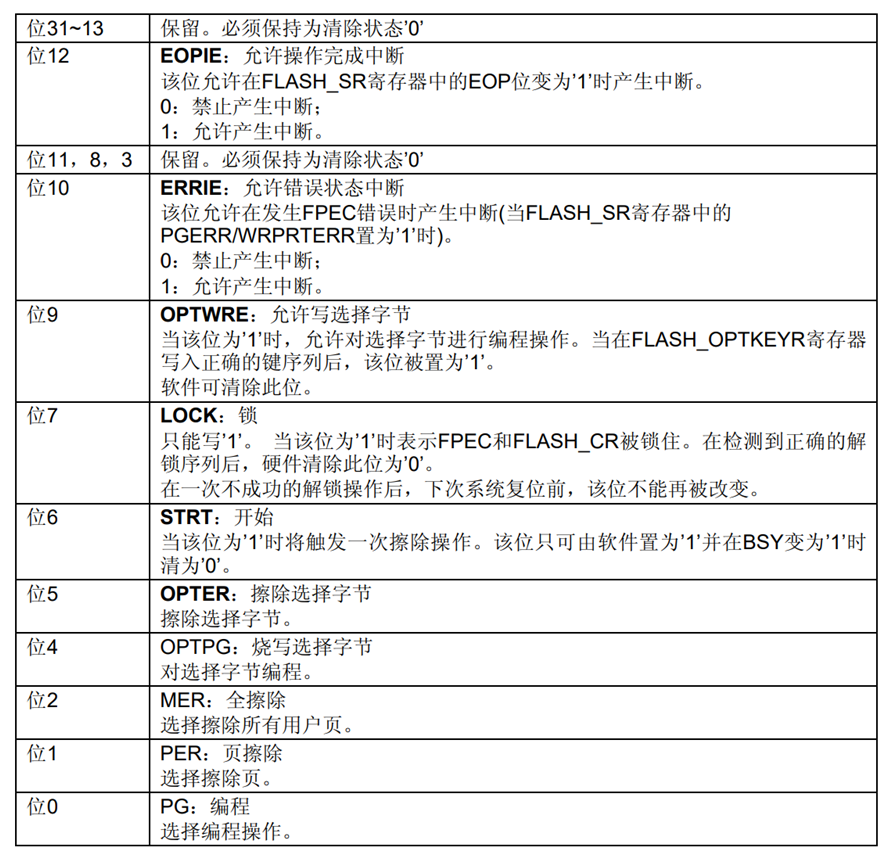 位31~13 保留。必须保持为清除状态’0’
位12 EOPIE：允许操作完成中断
该位允许在FLASH_SR寄存器中的EOP位变为’1’时产生中断。
0：禁止产生中断；
1：允许产生中断。
位11，8，3 保留。必须保持为清除状态’0’
位10 ERRIE：允许错误状态中断
该位允许在发生FPEC错误时产生中断(当FLASH_SR寄存器中的
PGERR/WRPRTERR置为’1’时)。
0：禁止产生中断；
1：允许产生中断。
位9 OPTWRE：允许写选择字节
当该位为’1’时，允许对选择字节进行编程操作。当在FLASH_OPTKEYR寄存器
写入正确的键序列后，该位被置为’1’。
软件可清除此位。
位7 LOCK：锁
只能写’1’。 当该位为’1’时表示FPEC和FLASH_CR被锁住。在检测到正确的解
锁序列后，硬件清除此位为’0’。
在一次不成功的解锁操作后，下次系统复位前，该位不能再被改变。
位6 STRT：开始
当该位为’1’时将触发一次擦除操作。该位只可由软件置为’1’并在BSY变为’1’时
清为’0’。
位5 OPTER：擦除选择字节
擦除选择字节。
位4 OPTPG：烧写选择字节
对选择字节编程。
位2 MER：全擦除
选择擦除所有用户页。
位1 PER：页擦除
选择擦除页。
位0 PG：编程
选择编程操作。